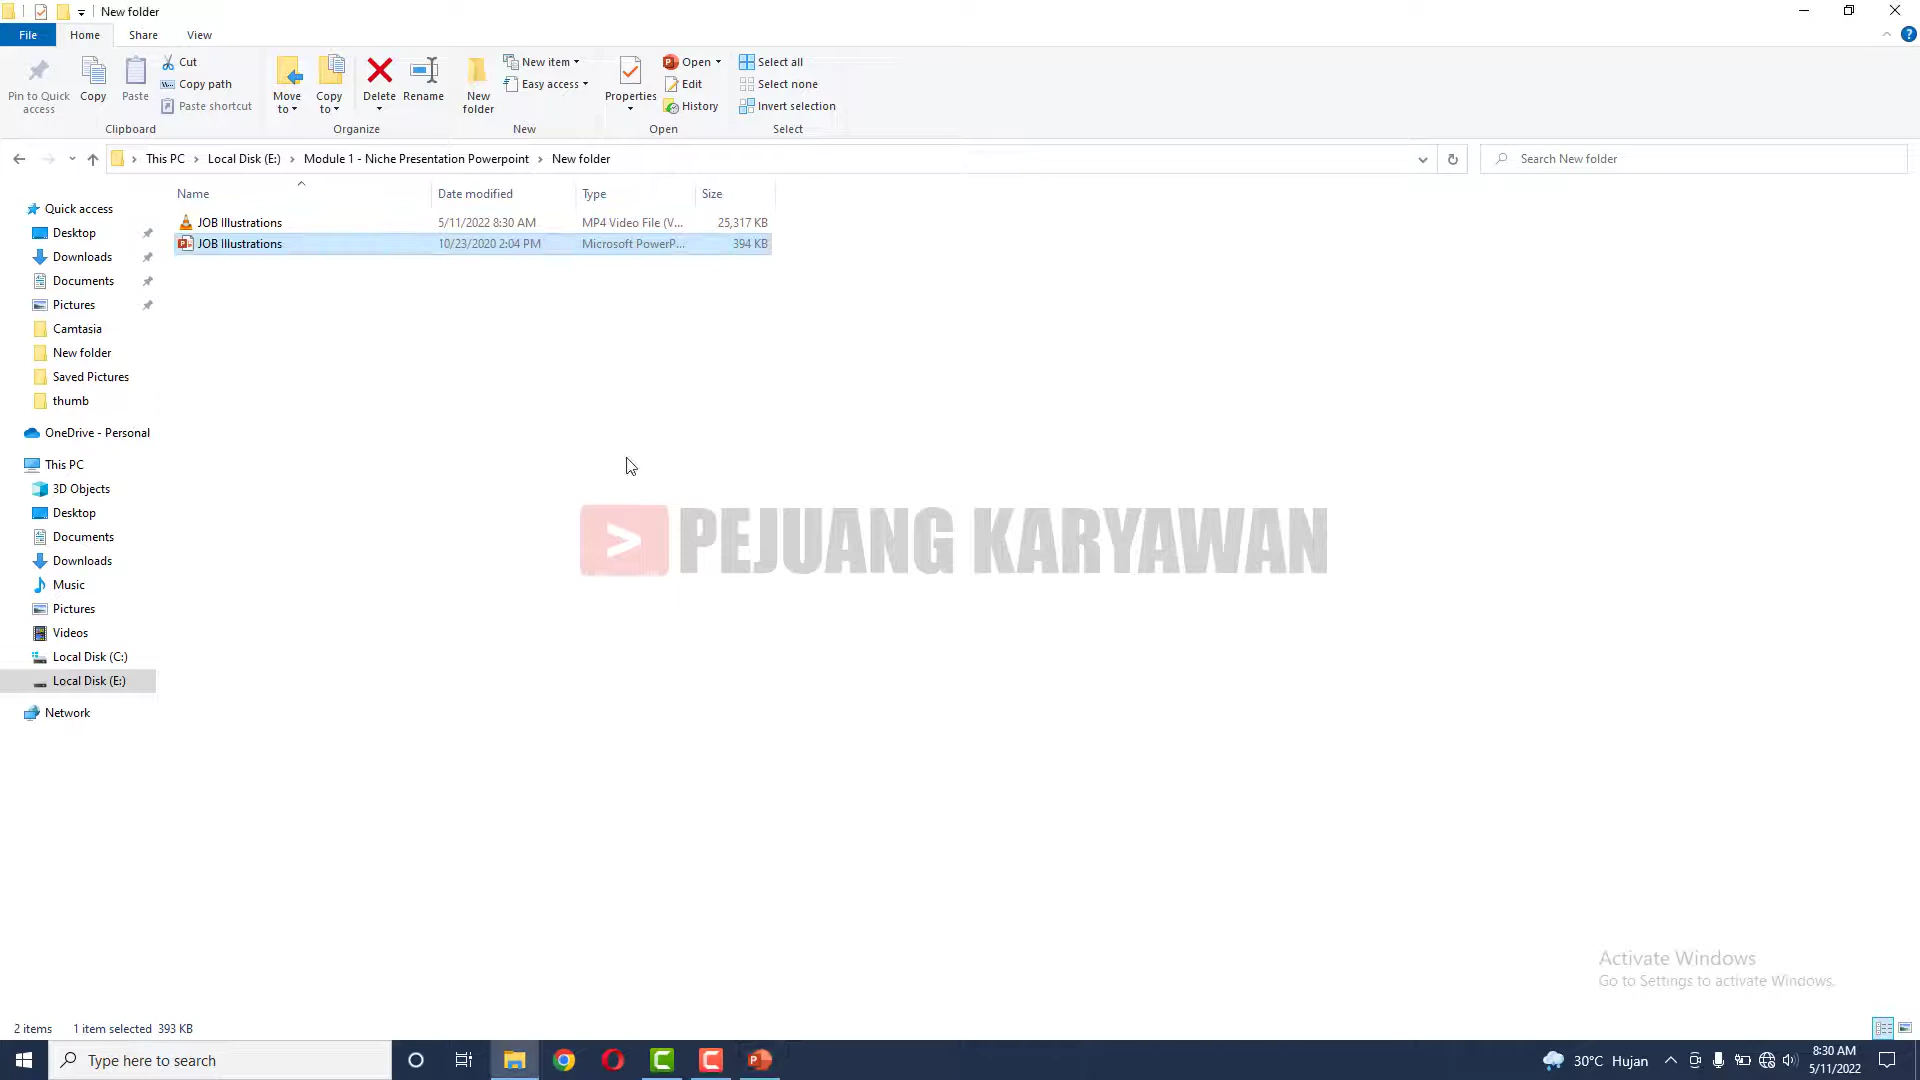 New folder
File Home Share View
Pin to Quick access
Copy
Paste
Cut
Copy path
Paste shortcut
Clipboard
Move to
Copy to
Delete
Rename
Organize
New folder
New item
Easy access
New
Properties
Open
Edit
History
Open
Select all
Select none
Invert selection
Select
This PC Local Disk (E:) Module 1 - Niche Presentation Powerpoint New folder
Search New folder
Name Date modified Type Size
JOB Illustrations 5/11/2022 8:30 AM MP4 Video File (V... 25,317 KB
JOB Illustrations 10/23/2020 2:04 PM Microsoft PowerP... 394 KB
Quick access
Desktop
Downloads
Documents
Pictures
Camtasia
New folder
Saved Pictures
thumb
OneDrive - Personal
This PC
3D Objects
Desktop
Documents
Downloads
Music
Pictures
Videos
Local Disk (C:)
Local Disk (E:)
Network
PEJUANG KARYAWAN
Activate Windows
Go to Settings to activate Windows.
2 items 1 item selected 393 KB
Type here to search
30°C Hujan
8:30 AM
5/11/2022